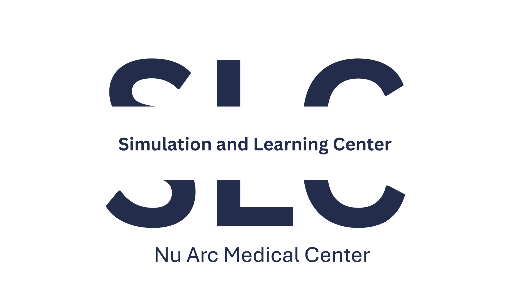 SLC
Simulation and Learning Center
Nu Arc Medical Center